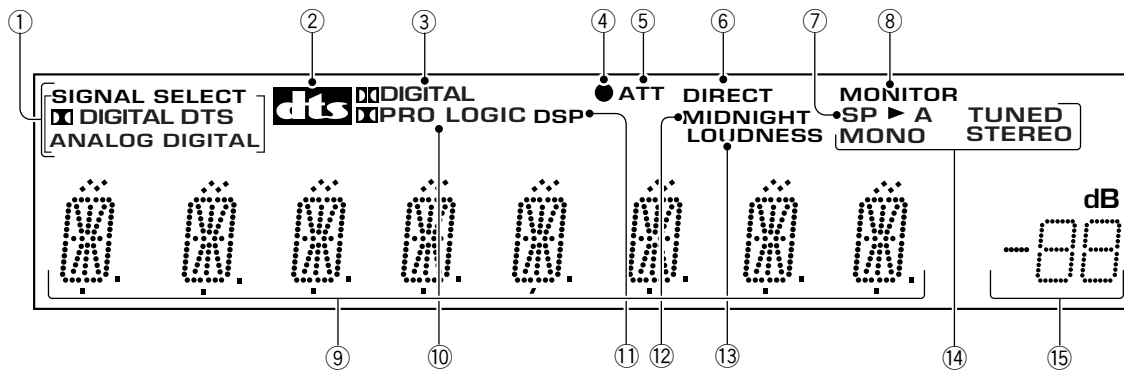 ① ② ③ ④ ⑤ ⑥ ⑦ ⑧
SIGNAL SELECT
DIGITAL DTS
ANALOG DIGITAL
dts
DIGITAL
PRO LOGIC DSP
ATT
DIRECT
MIDNIGHT
LOUDNESS
MONITOR
SP ► A TUNED
MONO STEREO
dB
-88
⑨ ⑩ ⑪ ⑫ ⑬ ⑭ ⑮